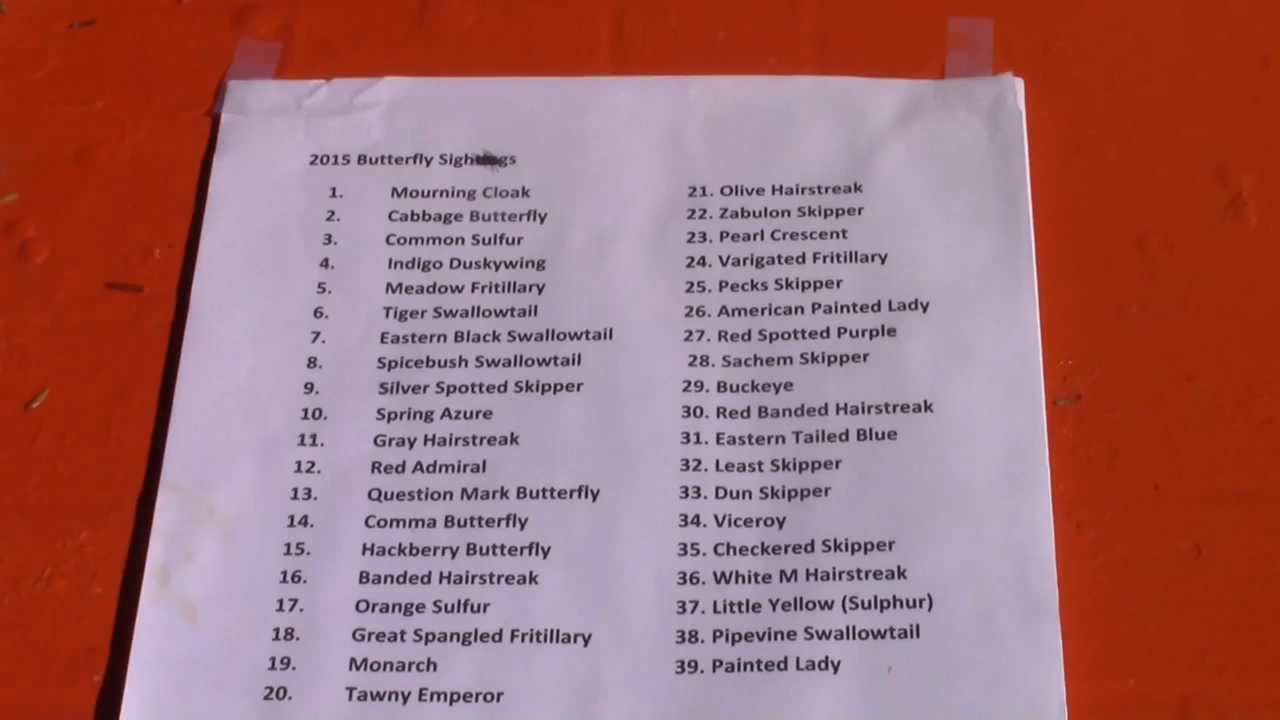 2015 Butterfly Sightings
1. Mourning Cloak
2. Cabbage Butterfly
3. Common Sulfur
4. Indigo Duskywing
5. Meadow Fritillary
6. Tiger Swallowtail
7. Eastern Black Swallowtail
8. Spicebush Swallowtail
9. Silver Spotted Skipper
10. Spring Azure
11. Gray Hairstreak
12. Red Admiral
13. Question Mark Butterfly
14. Comma Butterfly
15. Hackberry Butterfly
16. Banded Hairstreak
17. Orange Sulfur
18. Great Spangled Fritillary
19. Monarch
20. Tawny Emperor
21. Olive Hairstreak
22. Zabulon Skipper
23. Pearl Crescent
24. Varigated Fritillary
25. Pecks Skipper
26. American Painted Lady
27. Red Spotted Purple
28. Sachem Skipper
29. Buckeye
30. Red Banded Hairstreak
31. Eastern Tailed Blue
32. Least Skipper
33. Dun Skipper
34. Viceroy
35. Checkered Skipper
36. White M Hairstreak
37. Little Yellow (Sulphur)
38. Pipevine Swallowtail
39. Painted Lady